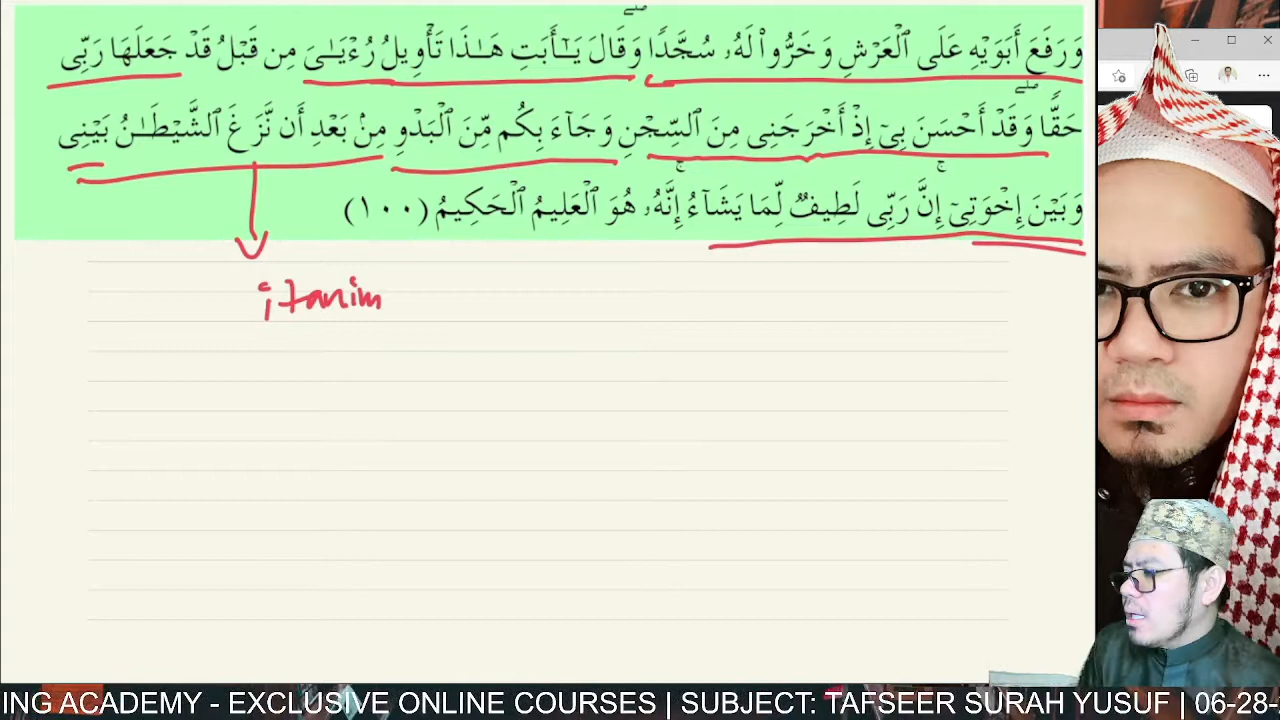 وَرَفَعَ أَبَوَيْهِ عَلَى ٱلْعَرْشِ وَخَرُّوا۟ لَهُۥ سُجَّدًا ۖ وَقَالَ يَـٰٓأَبَتِ هَـٰذَا تَأْوِيلُ رُءْيَـٰىَ مِن قَبْلُ قَدْ جَعَلَهَا رَبِّى
حَقًّا ۖ وَقَدْ أَحْسَنَ بِىٓ إِذْ أَخْرَجَنِى مِنَ ٱلسِّجْنِ وَجَآءَ بِكُم مِّنَ ٱلْبَدْوِ مِنۢ بَعْدِ أَن نَّزَغَ ٱلشَّيْطَـٰنُ بَيْنِى
وَبَيْنَ إِخْوَتِىٓ ۚ إِنَّ رَبِّى لَطِيفٌ لِّمَا يَشَآءُ ۚ إِنَّهُۥ هُوَ ٱلْعَلِيمُ ٱلْحَكِيمُ (١٠٠)
itanim
ING ACADEMY - EXCLUSIVE ONLINE COURSES | SUBJECT: TAFSEER SURAH YUSUF | 06-28-